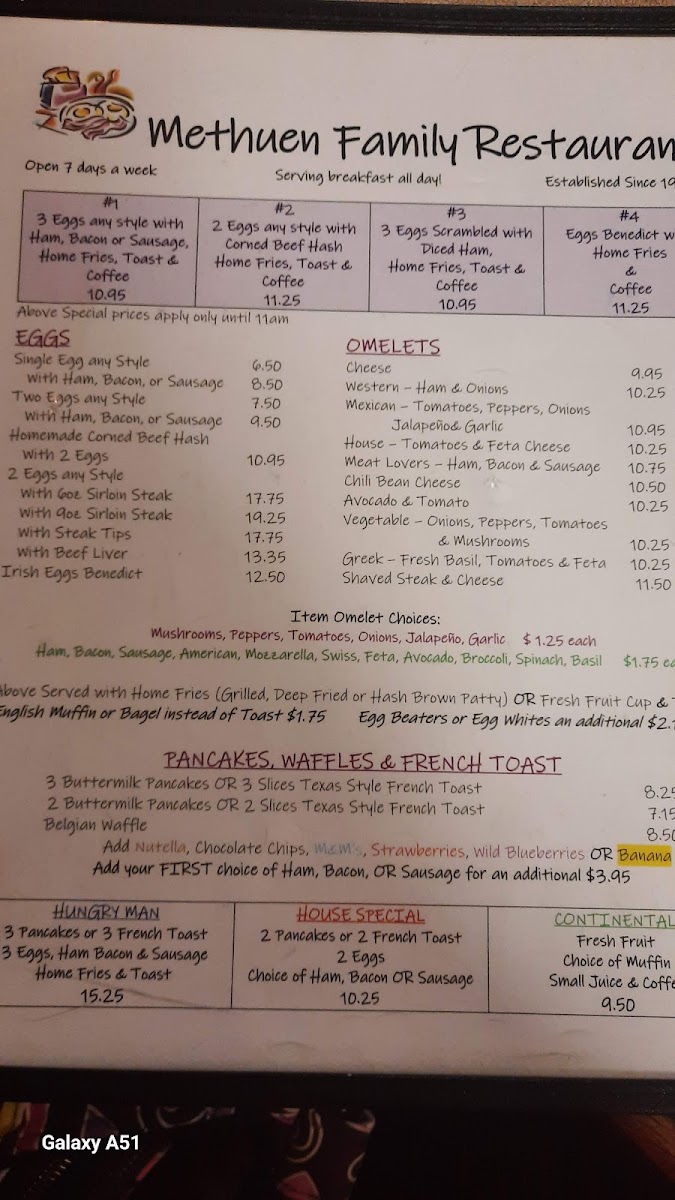 Methuen Family Restauran
Open 7 days a week
Serving breakfast all day!
Established Since 19
#1
3 Eggs any style with
Ham, Bacon or Sausage,
Home Fries, Toast &
Coffee
10.95
#2
2 Eggs any style with
Corned Beef Hash
Home Fries, Toast &
Coffee
11.25
#3
3 Eggs Scrambled with
Diced Ham,
Home Fries, Toast &
Coffee
10.95
#4
Eggs Benedict w
Home Fries
&
Coffee
11.25
Above Special prices apply only until 11am
EGGS
Single Egg any Style 6.50
With Ham, Bacon, or Sausage 8.50
Two Eggs any Style 7.50
With Ham, Bacon, or Sausage 9.50
Homemade Corned Beef Hash
With 2 Eggs 10.95
2 Eggs any Style
With 6oz Sirloin Steak 17.75
With 9oz Sirloin Steak 19.25
With Steak Tips 17.75
With Beef Liver 13.35
Irish Eggs Benedict 12.50
OMELETS
Cheese 9.95
Western – Ham & Onions 10.25
Mexican – Tomatoes, Peppers, Onions
Jalapeño& Garlic 10.95
House – Tomatoes & Feta Cheese 10.25
Meat Lovers – Ham, Bacon & Sausage 10.75
Chili Bean Cheese 10.50
Avocado & Tomato 10.25
Vegetable – Onions, Peppers, Tomatoes
& Mushrooms 10.25
Greek – Fresh Basil, Tomatoes & Feta 10.25
Shaved Steak & Cheese 11.50
Item Omelet Choices:
Mushrooms, Peppers, Tomatoes, Onions, Jalapeño, Garlic $1.25 each
Ham, Bacon, Sausage, American, Mozzarella, Swiss, Feta, Avocado, Broccoli, Spinach, Basil $1.75 ea
Above Served with Home Fries (Grilled, Deep Fried or Hash Brown Patty) OR Fresh Fruit Cup &
English Muffin or Bagel instead of Toast $1.75 Egg Beaters or Egg Whites an additional $2.
PANCAKES, WAFFLES & FRENCH TOAST
3 Buttermilk Pancakes OR 3 Slices Texas Style French Toast 8.25
2 Buttermilk Pancakes OR 2 Slices Texas Style French Toast 7.15
Belgian Waffle 8.50
Add Nutella, Chocolate Chips, M&M's, Strawberries, Wild Blueberries OR Banana
Add your FIRST choice of Ham, Bacon, OR Sausage for an additional $3.95
HUNGRY MAN
3 Pancakes or 3 French Toast
3 Eggs, Ham Bacon & Sausage
Home Fries & Toast
15.25
HOUSE SPECIAL
2 Pancakes or 2 French Toast
2 Eggs
Choice of Ham, Bacon OR Sausage
10.25
CONTINENTAL
Fresh Fruit
Choice of Muffin
Small Juice & Coffe
9.50
Galaxy A51